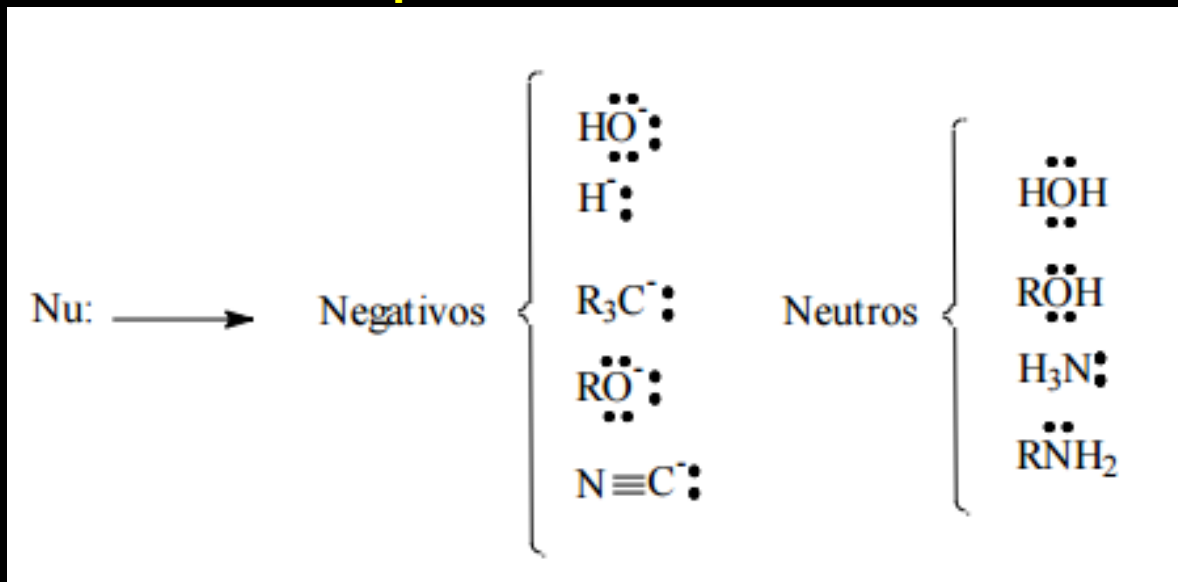 Nu:
Negativos
HO⁻:
H⁻:
R₃C⁻:
RO⁻:
N≡C⁻:
Neutros
HOH
ROH
H₃N:
RNH₂